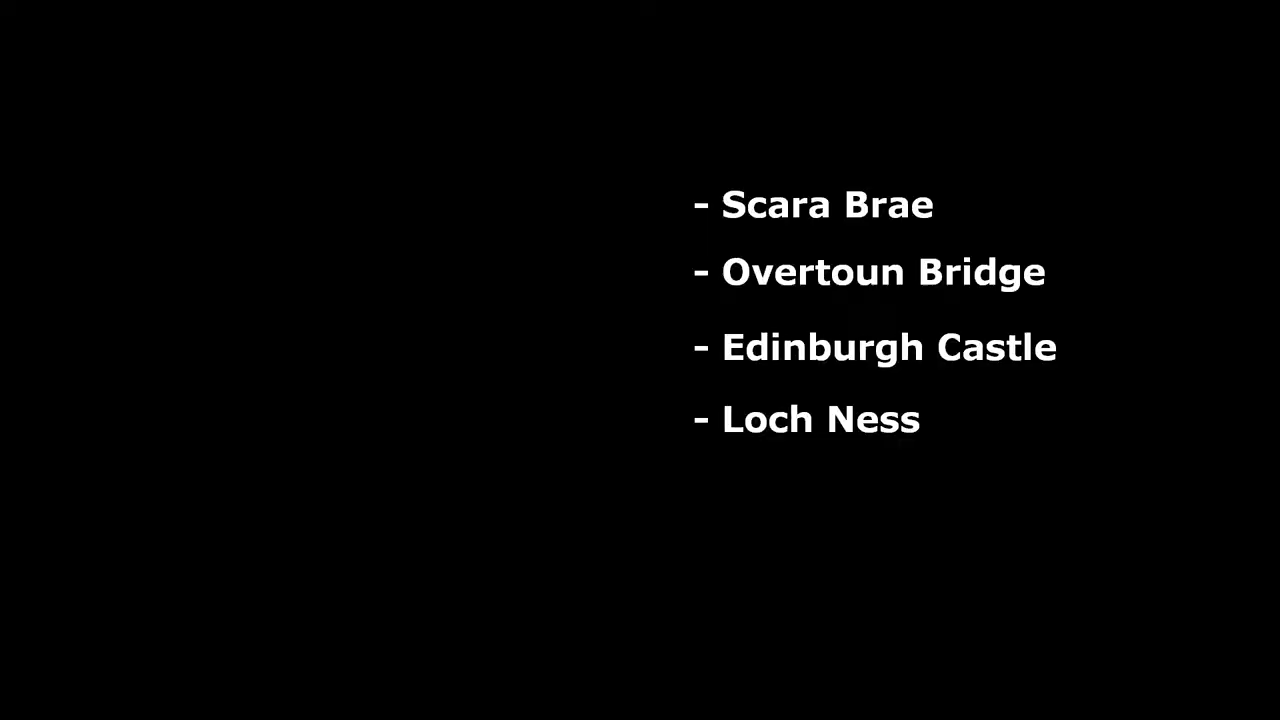 - Scara Brae
- Overtoun Bridge
- Edinburgh Castle
- Loch Ness